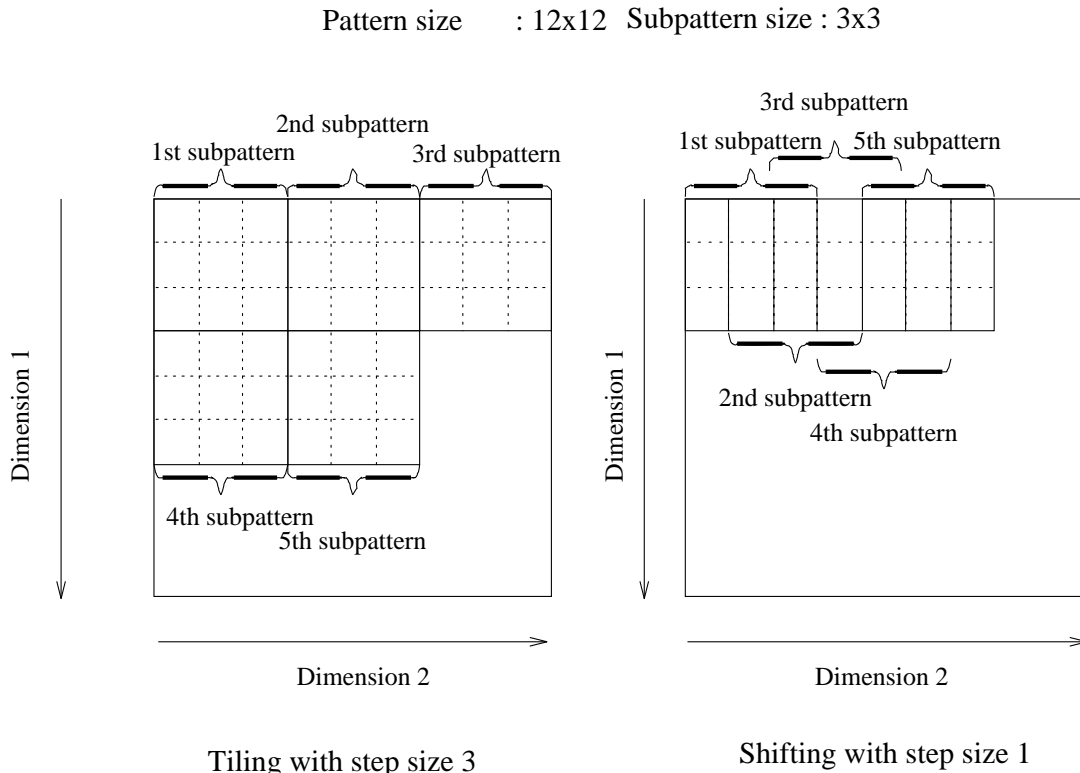 Pattern size : 12x12 Subpattern size : 3x3
2nd subpattern
1st subpattern
3rd subpattern
Dimension 1
4th subpattern
5th subpattern
Dimension 2
Tiling with step size 3
3rd subpattern
1st subpattern
5th subpattern
Dimension 1
2nd subpattern
4th subpattern
Dimension 2
Shifting with step size 1